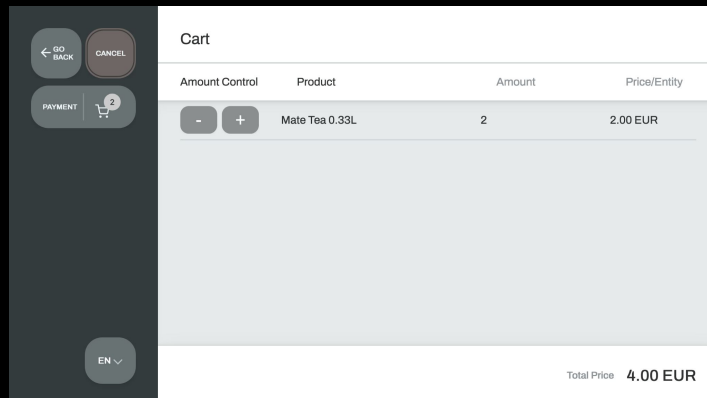 GO
BACK
CANCEL
PAYMENT
2
EN
Cart
Amount Control Product Amount Price/Entity
- + Mate Tea 0.33L 2 2.00 EUR
Total Price 4.00 EUR